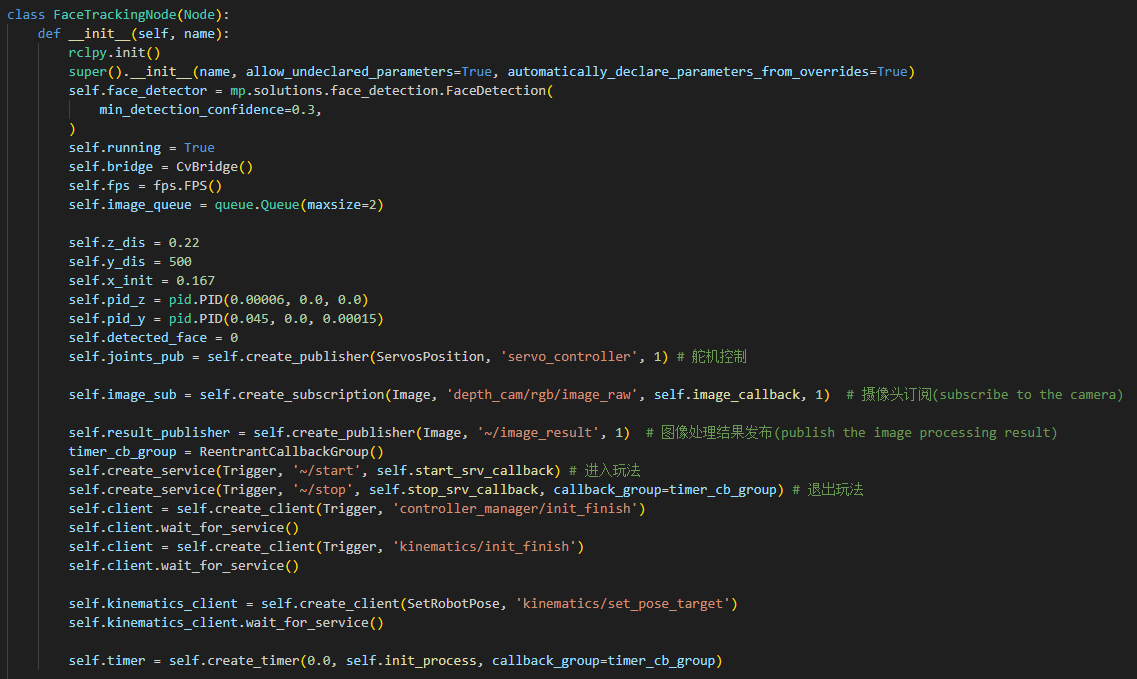 class FaceTrackingNode(Node):
def __init__(self, name):
rclpy.init()
super().__init__(name, allow_undeclared_parameters=True, automatically_declare_parameters_from_overrides=True)
self.face_detector = mp.solutions.face_detection.FaceDetection(
min_detection_confidence=0.3,
)
self.running = True
self.bridge = CvBridge()
self.fps = fps.FPS()
self.image_queue = queue.Queue(maxsize=2)
self.z_dis = 0.22
self.y_dis = 500
self.x_init = 0.167
self.pid_z = pid.PID(0.00006, 0.0, 0.0)
self.pid_y = pid.PID(0.045, 0.0, 0.00015)
self.detected_face = 0
self.joints_pub = self.create_publisher(ServosPosition, 'servo_controller', 1) # 舵机控制
self.image_sub = self.create_subscription(Image, 'depth_cam/rgb/image_raw', self.image_callback, 1)  # 摄像头订阅(subscribe to the camera)
self.result_publisher = self.create_publisher(Image, '~/image_result', 1)  # 图像处理结果发布(publish the image processing result)
timer_cb_group = ReentrantCallbackGroup()
self.create_service(Trigger, '~/start', self.start_srv_callback) # 进入玩法
self.create_service(Trigger, '~/stop', self.stop_srv_callback, callback_group=timer_cb_group) # 退出玩法
self.client = self.create_client(Trigger, 'controller_manager/init_finish')
self.client.wait_for_service()
self.client = self.create_client(Trigger, 'kinematics/init_finish')
self.client.wait_for_service()
self.kinematics_client = self.create_client(SetRobotPose, 'kinematics/set_pose_target')
self.kinematics_client.wait_for_service()
self.timer = self.create_timer(0.0, self.init_process, callback_group=timer_cb_group)